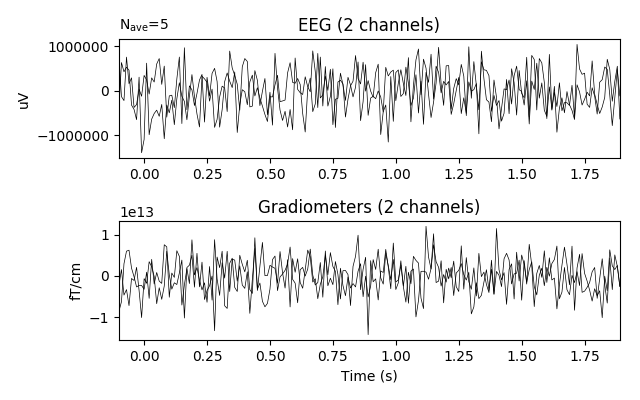 N_ave=5
EEG (2 channels)
1000000
0
−1000000
uV
0.00 0.25 0.50 0.75 1.00 1.25 1.50 1.75
1e13
Gradiometers (2 channels)
1
0
−1
fT/cm
0.00 0.25 0.50 0.75 1.00 1.25 1.50 1.75
Time (s)